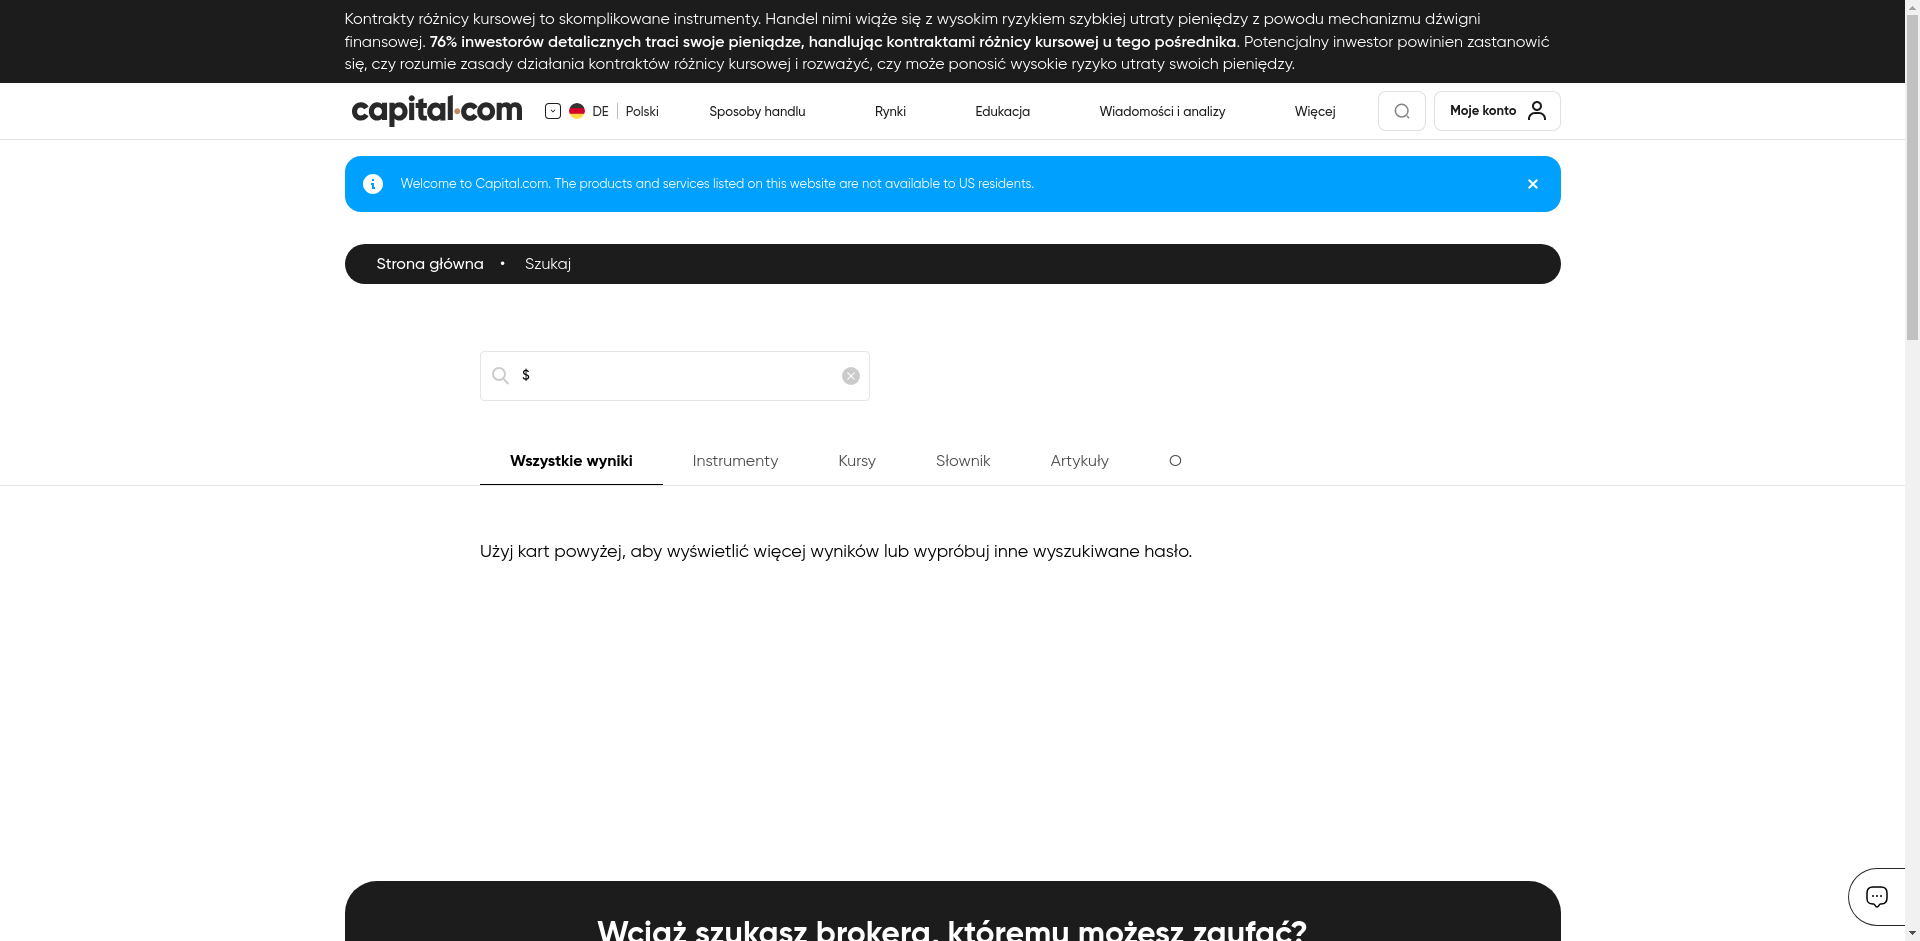 Kontrakty różnicy kursowej to skomplikowane instrumenty. Handel nimi wiąże się z wysokim ryzykiem szybkiej utraty pieniędzy z powodu mechanizmu dźwigni
finansowej. 76% inwestorów detalicznych traci swoje pieniądze, handlując kontraktami różnicy kursowej u tego pośrednika. Potencjalny inwestor powinien zastanowić
się, czy rozumie zasady działania kontraktów różnicy kursowej i rozważyć, czy może ponosić wysokie ryzyko utraty swoich pieniędzy.
capital.com DE Polski Sposoby handlu Rynki Edukacja Wiadomości i analizy Więcej Moje konto
Welcome to Capital.com. The products and services listed on this website are not available to US residents.
Strona główna • Szukaj
$
Wszystkie wyniki Instrumenty Kursy Słownik Artykuły O
Użyj kart powyżej, aby wyświetlić więcej wyników lub wypróbuj inne wyszukiwane hasło.
Wciąż szukasz brokera, któremu możesz zaufać?